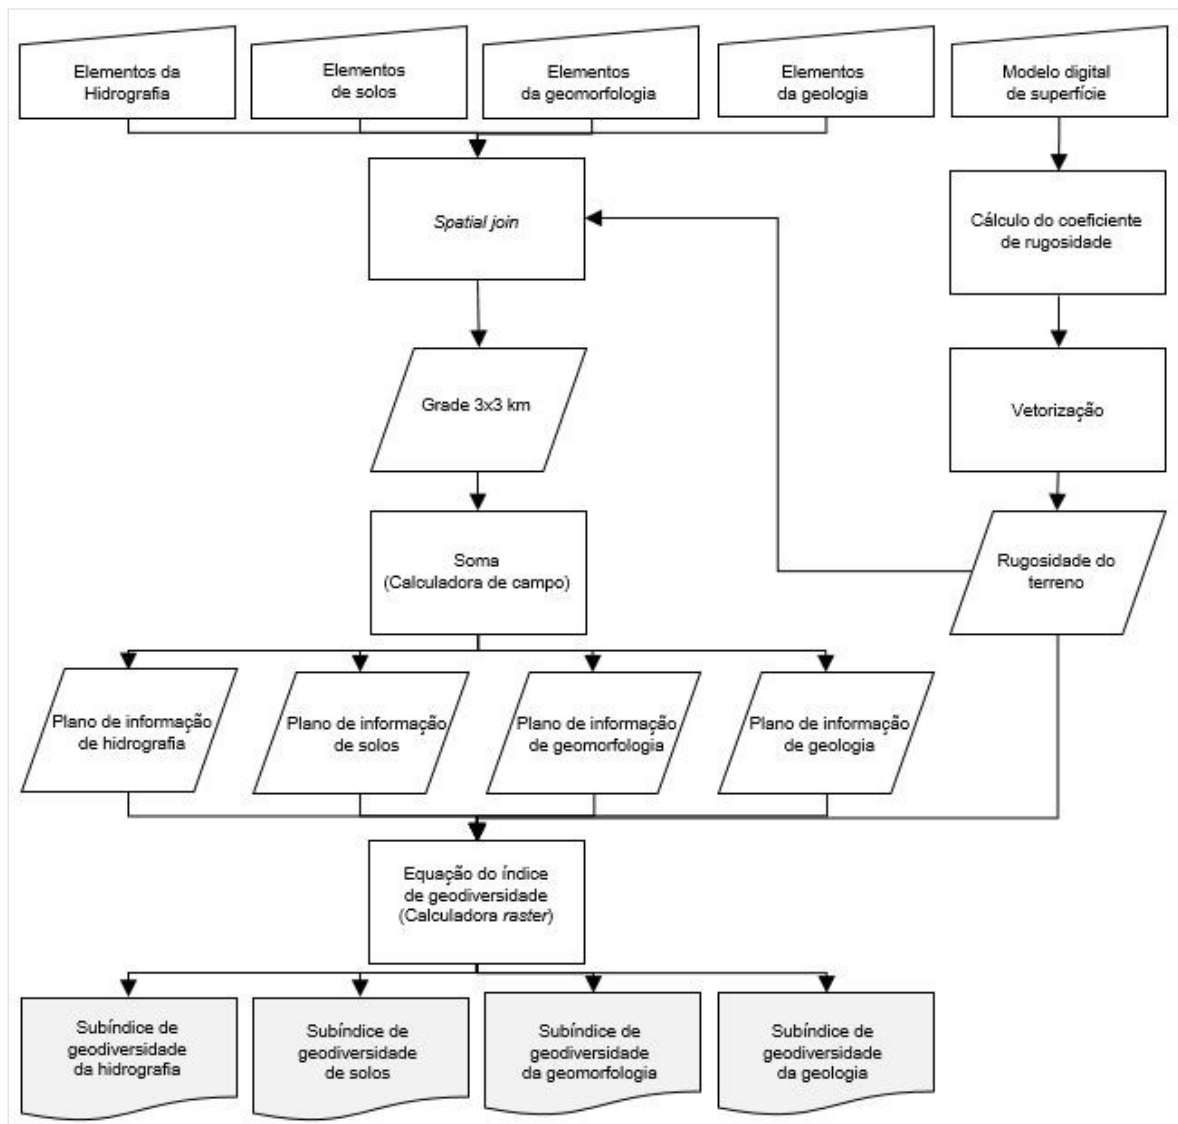 Elementos da
Hidrografia
Elementos
de solos
Elementos
da geomorfologia
Elementos
da geologia
Modelo digital
de superfície
Spatial join
Cálculo do coeficiente
de rugosidade
Grade 3x3 km
Vetorização
Soma
(Calculadora de campo)
Rugosidade do
terreno
Plano de informação
de hidrografia
Plano de informação
de solos
Plano de informação
de geomorfologia
Plano de informação
de geologia
Equação do índice
de geodiversidade
(Calculadora raster)
Subíndice de
geodiversidade
da hidrografia
Subíndice de
geodiversidade
de solos
Subíndice de
geodiversidade
da geomorfologia
Subíndice de
geodiversidade
da geologia